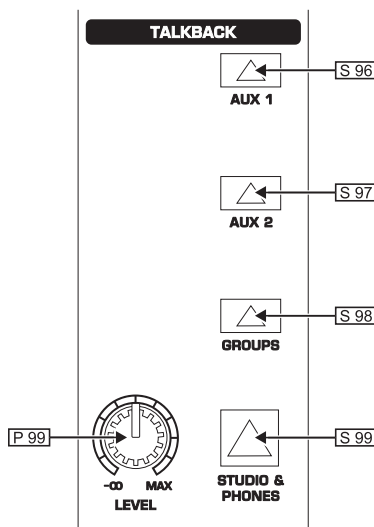 TALKBACK
S 96
AUX 1
S 97
AUX 2
S 98
GROUPS
P 99
S 99
-∞ MAX
LEVEL
STUDIO &
PHONES